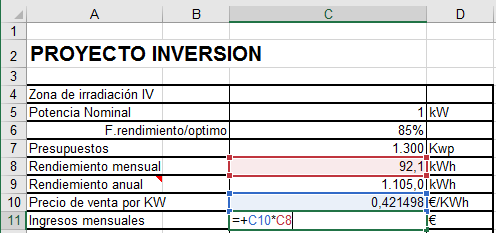 A B C D
1
2 PROYECTO INVERSION
3
4 Zona de irradiación IV
5 Potencia Nominal 1 kW
6 F.rendimiento/optimo 85%
7 Presupuestos 1.300 Kwp
8 Rendiemiento mensual 92,1 kWh
9 Rendiemiento anual 1.105,0 kWh
10 Precio de venta por KW 0,421498 €/KWh
11 Ingresos mensuales =+C10*C8 €